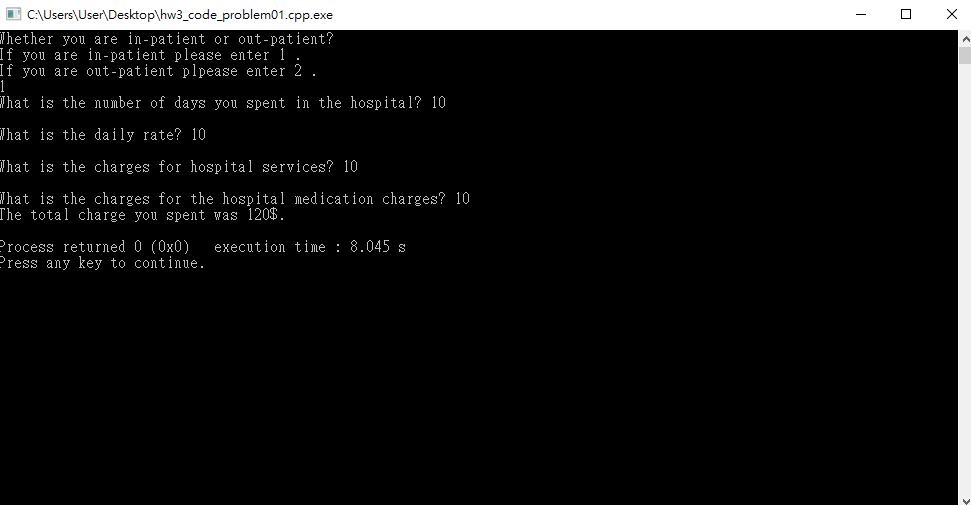 C:\Users\User\Desktop\hw3_code_problem01.cpp.exe
Whether you are in-patient or out-patient?
If you are in-patient please enter 1 .
If you are out-patient plpease enter 2 .
1
What is the number of days you spent in the hospital? 10
What is the daily rate? 10
What is the charges for hospital services? 10
What is the charges for the hospital medication charges? 10
The total charge you spent was 120$.
Process returned 0 (0x0)   execution time : 8.045 s
Press any key to continue.